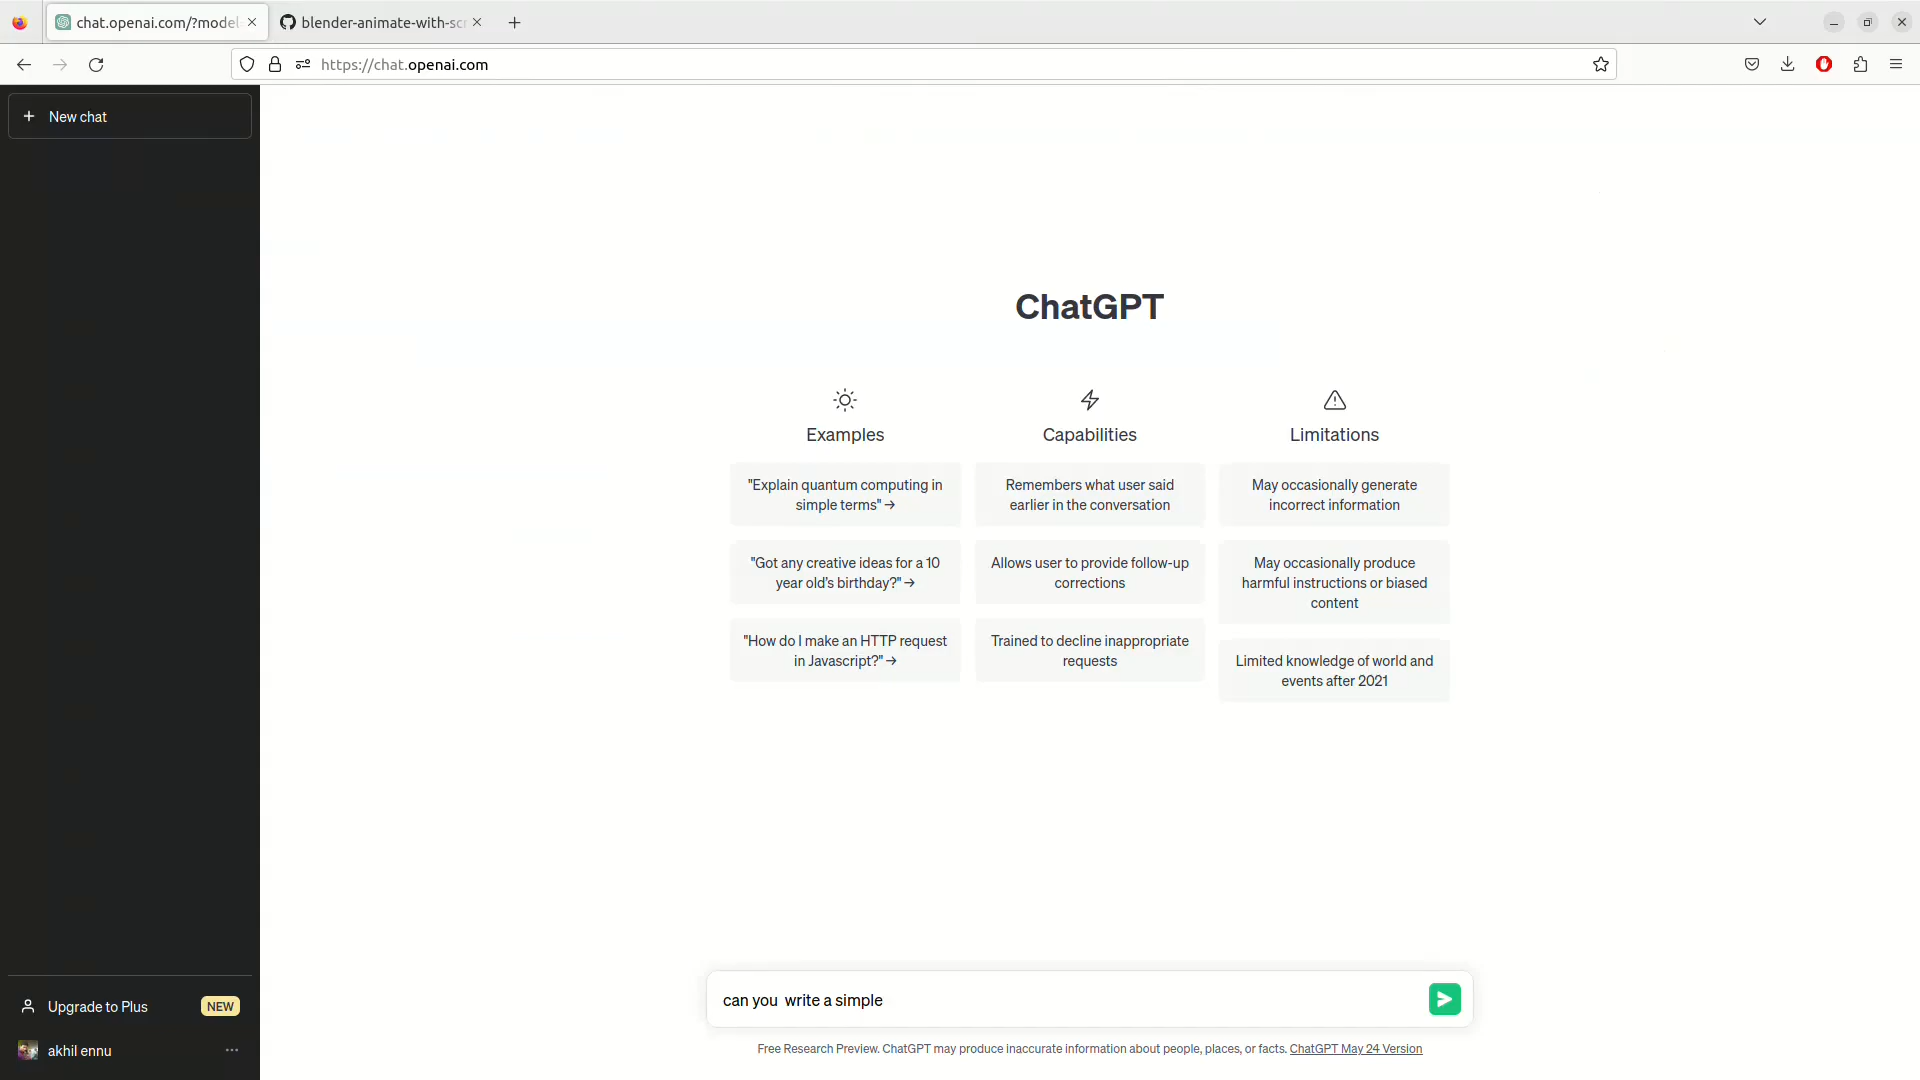 chat.openai.com/?model
blender-animate-with-scr
https://chat.openai.com
New chat
ChatGPT
Examples
Capabilities
Limitations
"Explain quantum computing in
simple terms" →
Remembers what user said
earlier in the conversation
May occasionally generate
incorrect information
"Got any creative ideas for a 10
year old's birthday?" →
Allows user to provide follow-up
corrections
May occasionally produce
harmful instructions or biased
content
"How do I make an HTTP request
in Javascript?" →
Trained to decline inappropriate
requests
Limited knowledge of world and
events after 2021
Upgrade to Plus NEW
akhil ennu
can you  write a simple
Free Research Preview. ChatGPT may produce inaccurate information about people, places, or facts. ChatGPT May 24 Version